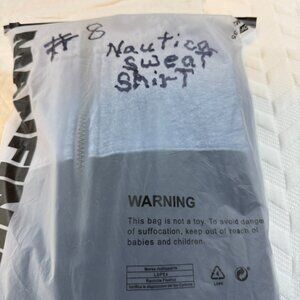 # 8
Nautica
Sweat
Shirt
WARNING
This bag is not a toy. To avoid danger
of suffocation, keep out of reach of
babies and children.
LDPE